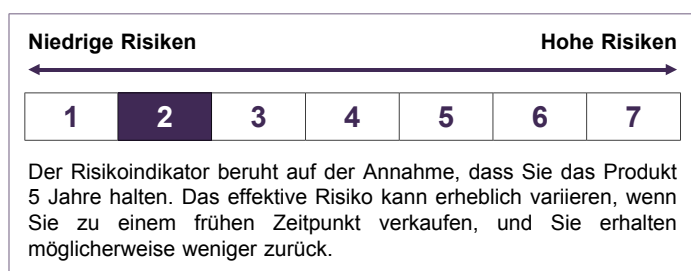 Niedrige Risiken Hohe Risiken
1 2 3 4 5 6 7
Der Risikoindikator beruht auf der Annahme, dass Sie das Produkt
5 Jahre halten. Das effektive Risiko kann erheblich variieren, wenn
Sie zu einem frühen Zeitpunkt verkaufen, und Sie erhalten
möglicherweise weniger zurück.